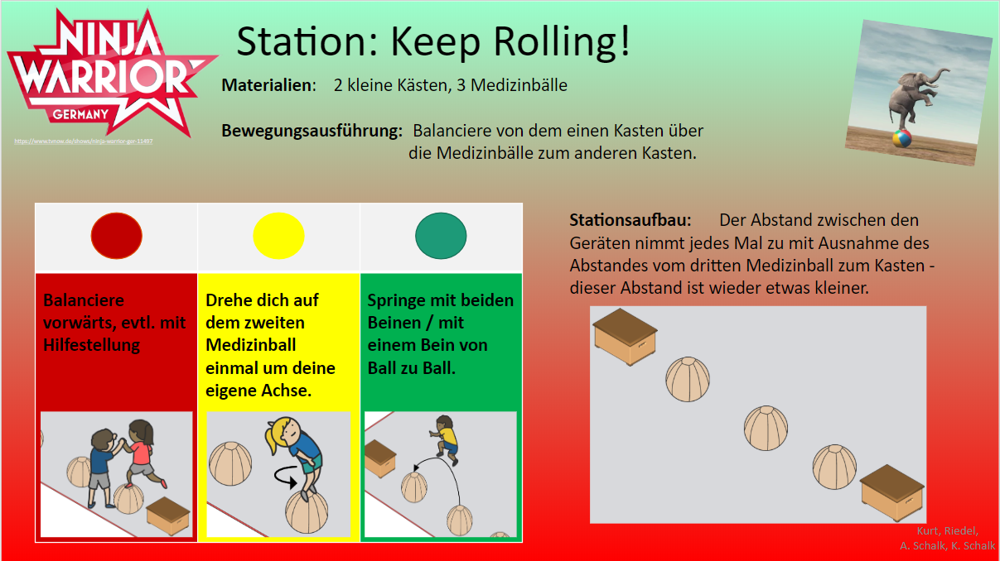 NINJA
WARRIOR
GERMANY
https://www.tvnow.de/shows/ninja-warrior-ger-11497
Station: Keep Rolling!
Materialien: 2 kleine Kästen, 3 Medizinbälle
Bewegungsausführung: Balanciere von dem einen Kasten über
die Medizinbälle zum anderen Kasten.
Balanciere
vorwärts, evtl. mit
Hilfestellung
Drehe dich auf
dem zweiten
Medizinball
einmal um deine
eigene Achse.
Springe mit beiden
Beinen / mit
einem Bein von
Ball zu Ball.
Stationsaufbau: Der Abstand zwischen den
Geräten nimmt jedes Mal zu mit Ausnahme des
Abstandes vom dritten Medizinball zum Kasten -
dieser Abstand ist wieder etwas kleiner.
Kurt, Riedel,
A. Schalk, K. Schalk